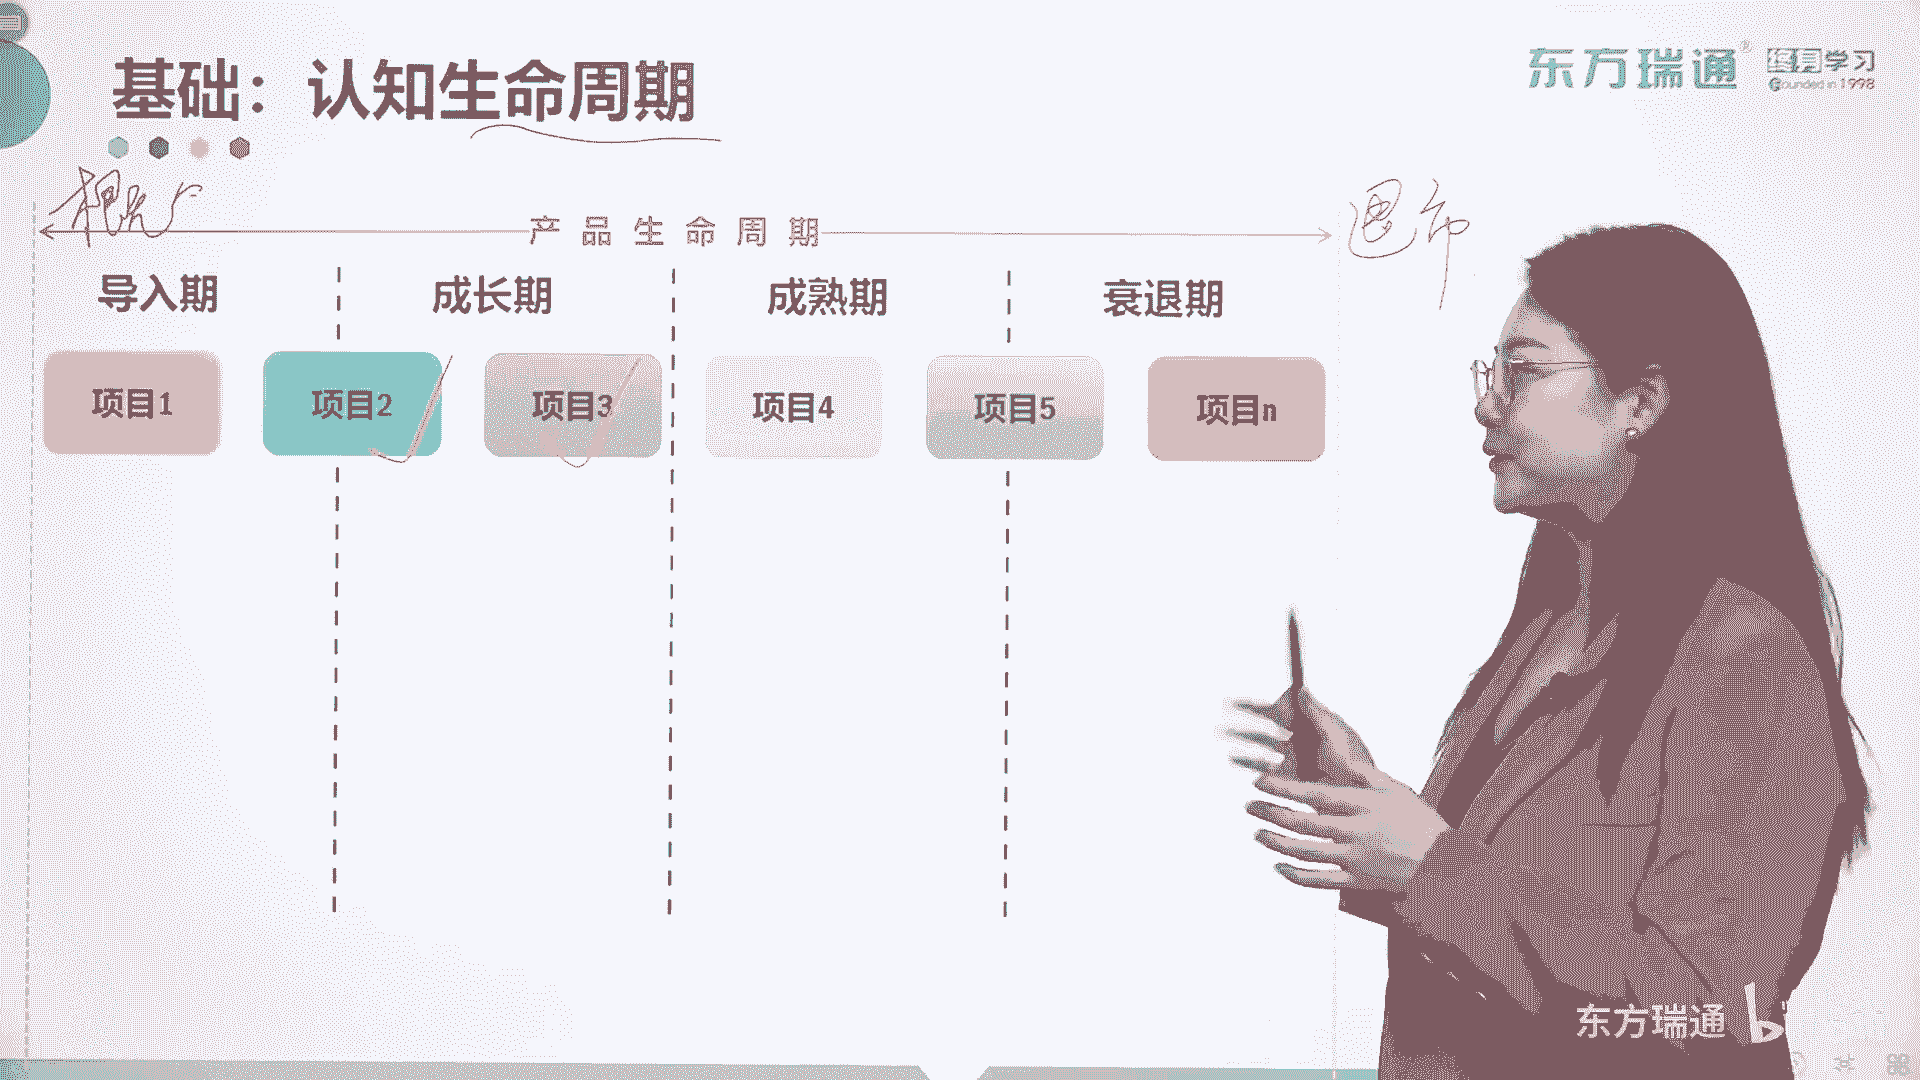 基础：认知生命周期
东方瑞通® 终身学习
Founded in 1998
概念
退市
产品生命周期
导入期 成长期 成熟期 衰退期
项目1 项目2 项目3 项目4 项目5 项目n
东方瑞通